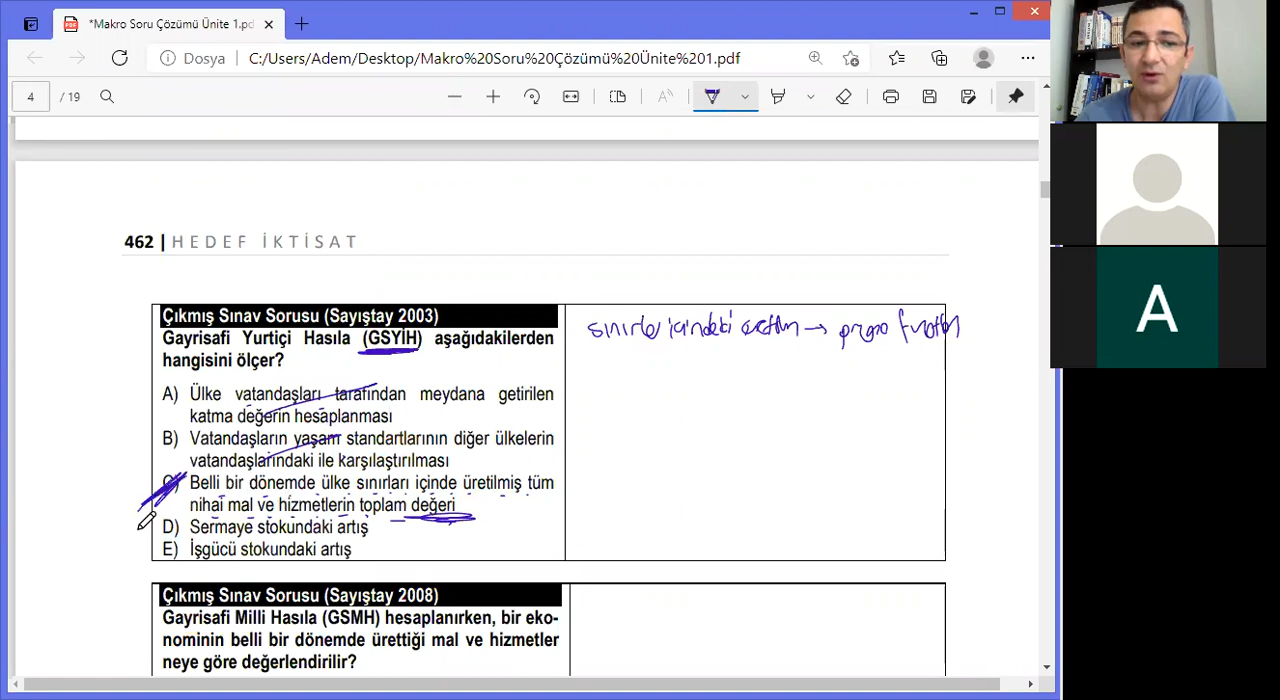 *Makro Soru Çözümü Ünite 1.pd
Dosya
C:/Users/Adem/Desktop/Makro%20Soru%20Çözümü%20Ünite%201.pdf
4 / 19
462 | HEDEF İKTİSAT
Çıkmış Sınav Sorusu (Sayıştay 2003)
Gayrisafi Yurtiçi Hasıla (GSYİH) aşağıdakilerden
hangisini ölçer?
A) Ülke vatandaşları tarafından meydana getirilen
katma değerin hesaplanması
B) Vatandaşların yaşam standartlarının diğer ülkelerin
vatandaşlarındaki ile karşılaştırılması
C) Belli bir dönemde ülke sınırları içinde üretilmiş tüm
nihai mal ve hizmetlerin toplam değeri
D) Sermaye stokundaki artış
E) İşgücü stokundaki artış
sınırlar içindeki →
Çıkmış Sınav Sorusu (Sayıştay 2008)
Gayrisafi Milli Hasıla (GSMH) hesaplanırken, bir eko-
nominin belli bir dönemde ürettiği mal ve hizmetler
neye göre değerlendirilir?
A